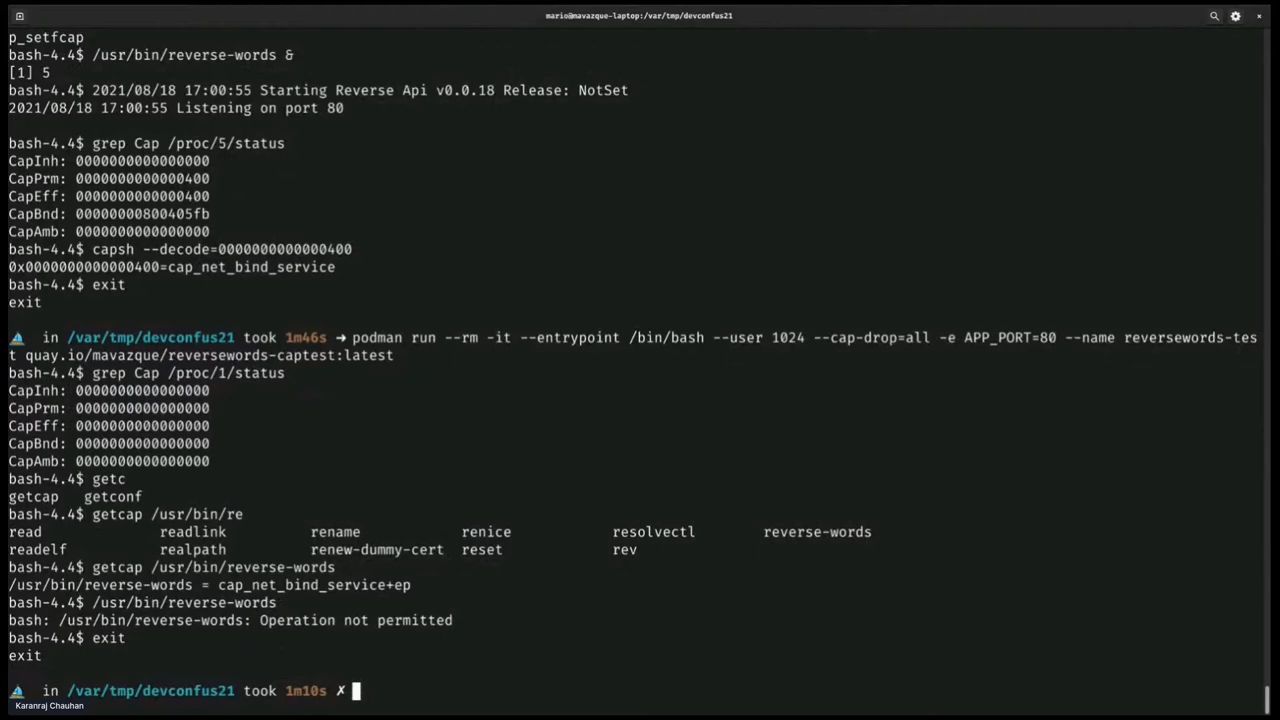 mario@mavazque-laptop:/var/tmp/devconfus21
p_setfcap
bash-4.4$ /usr/bin/reverse-words &
[1] 5
bash-4.4$ 2021/08/18 17:00:55 Starting Reverse Api v0.0.18 Release: NotSet
2021/08/18 17:00:55 Listening on port 80
bash-4.4$ grep Cap /proc/5/status
CapInh: 0000000000000000
CapPrm: 0000000000000400
CapEff: 0000000000000400
CapBnd: 00000000800405fb
CapAmb: 0000000000000000
bash-4.4$ capsh --decode=0000000000000400
0x0000000000000400=cap_net_bind_service
bash-4.4$ exit
exit
in /var/tmp/devconfus21 took 1m46s ➜ podman run --rm -it --entrypoint /bin/bash --user 1024 --cap-drop=all -e APP_PORT=80 --name reversewords-tes
t quay.io/mavazque/reversewords-captest:latest
bash-4.4$ grep Cap /proc/1/status
CapInh: 0000000000000000
CapPrm: 0000000000000000
CapEff: 0000000000000000
CapBnd: 0000000000000000
CapAmb: 0000000000000000
bash-4.4$ getc
getcap getconf
bash-4.4$ getcap /usr/bin/re
read readlink rename renice resolvectl reverse-words
readelf realpath renew-dummy-cert reset rev
bash-4.4$ getcap /usr/bin/reverse-words
/usr/bin/reverse-words = cap_net_bind_service+ep
bash-4.4$ /usr/bin/reverse-words
bash: /usr/bin/reverse-words: Operation not permitted
bash-4.4$ exit
exit
in /var/tmp/devconfus21 took 1m10s ✗
Karanraj Chauhan